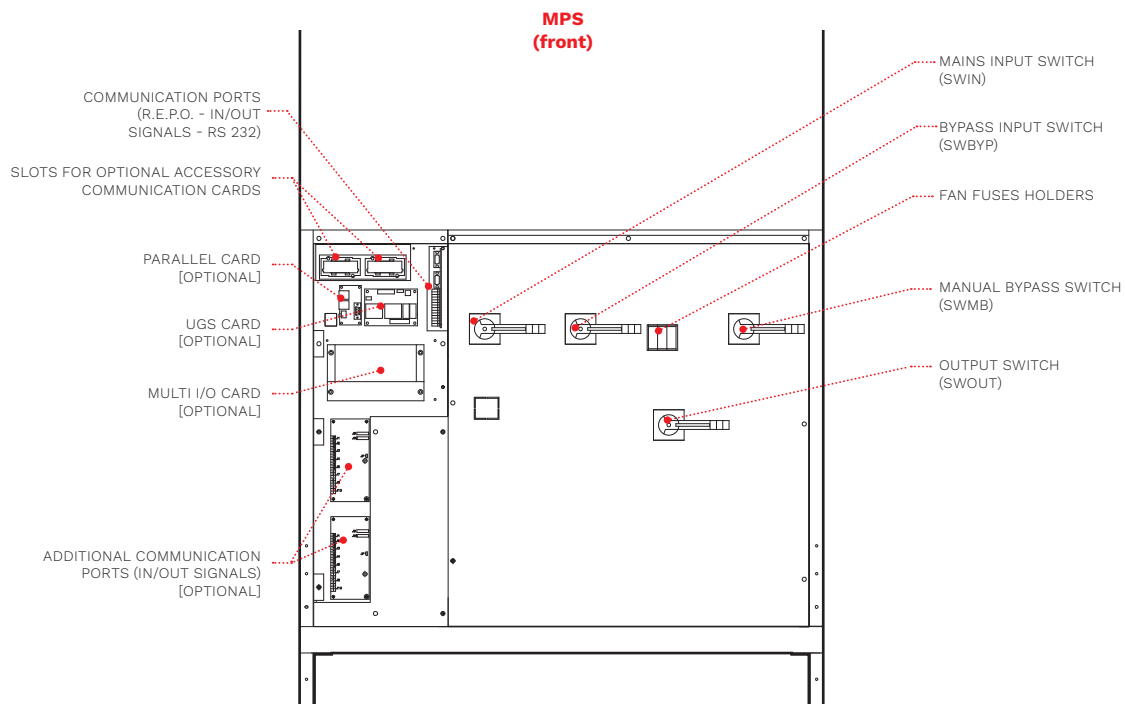 MPS
(front)
COMMUNICATION PORTS
(R.E.P.O. - IN/OUT
SIGNALS - RS 232)
SLOTS FOR OPTIONAL ACCESSORY
COMMUNICATION CARDS
PARALLEL CARD
[OPTIONAL]
UGS CARD
[OPTIONAL]
MULTI I/O CARD
[OPTIONAL]
ADDITIONAL COMMUNICATION
PORTS (IN/OUT SIGNALS)
[OPTIONAL]
MAINS INPUT SWITCH
(SWIN)
BYPASS INPUT SWITCH
(SWBYP)
FAN FUSES HOLDERS
MANUAL BYPASS SWITCH
(SWMB)
OUTPUT SWITCH
(SWOUT)